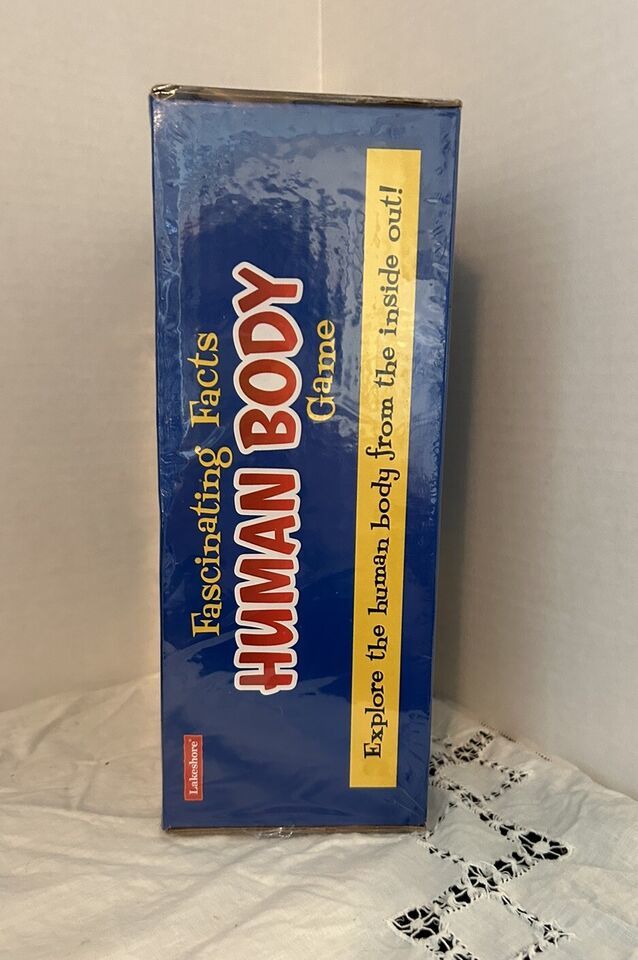 Lakeshore®
Fascinating Facts
HUMAN BODY
Game
Explore the human body from the inside out!